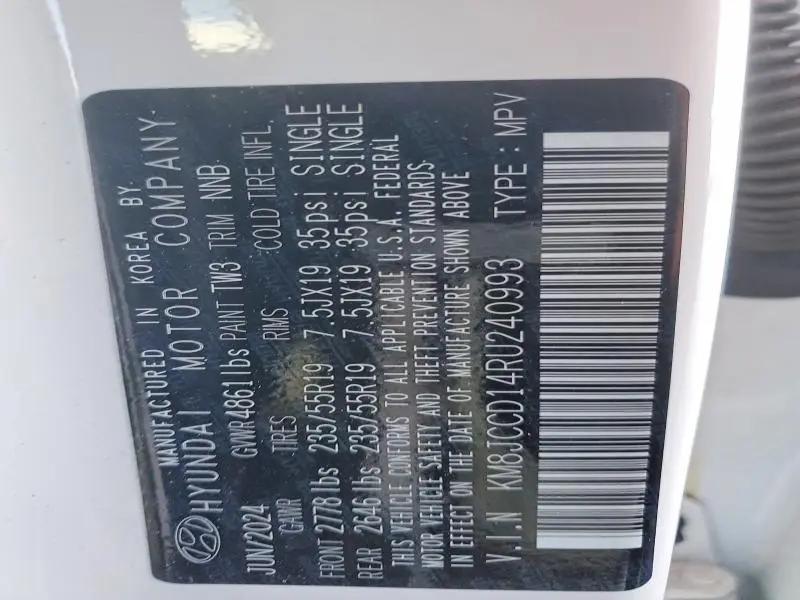 MANUFACTURED IN KOREA BY:
HYUNDAI MOTOR COMPANY
JUN/2024 GVWR 4861 lbs PAINT TW3 TRIM NNB
GAWR TIRES RIMS COLD TIRE INFL.
FRONT 2778 lbs 235/55R19 7.5JX19 35psi SINGLE
REAR 2646 lbs 235/55R19 7.5JX19 35psi SINGLE
THIS VEHICLE CONFORMS TO ALL APPLICABLE U.S.A. FEDERAL
MOTOR VEHICLE SAFETY AND THEFT PREVENTION STANDARDS
IN EFFECT ON THE DATE OF MANUFACTURE SHOWN ABOVE
V.I.N KM8JCCD14RU240993 TYPE : MPV